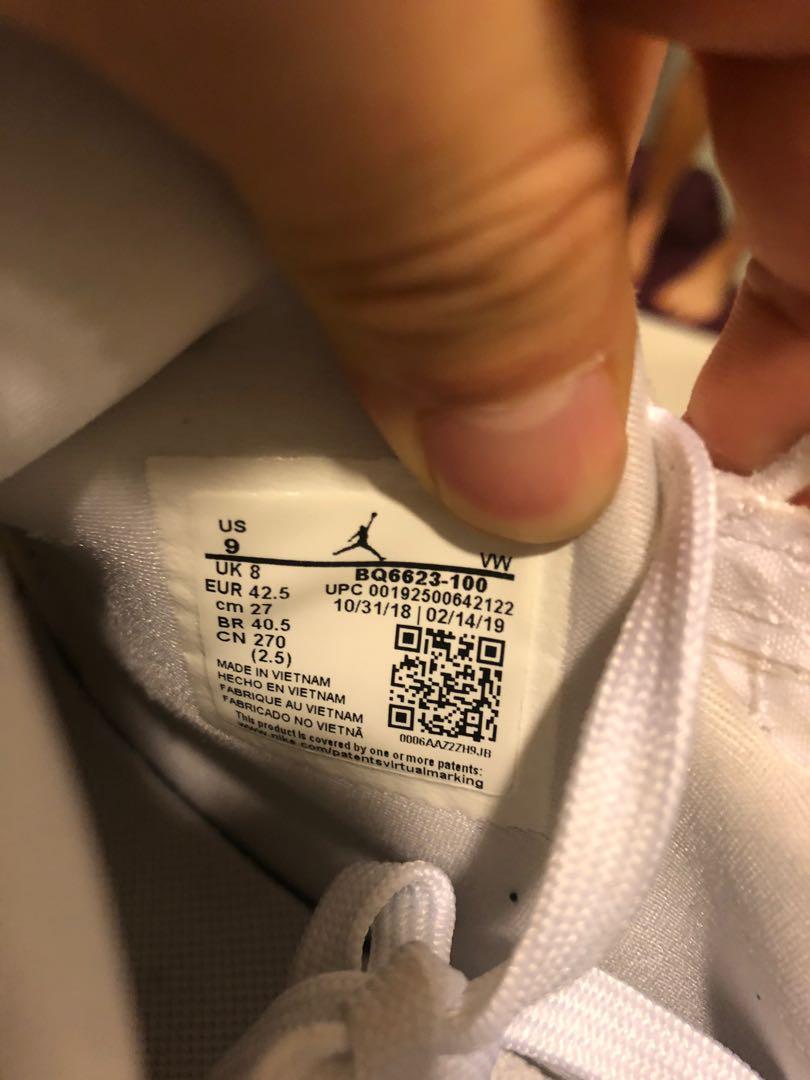 US
9
VW
UK 8
EUR 42.5
cm 27
BR 40.5
CN 270
(2.5)
BQ6623-100
UPC 00192500642122
10/31/18 | 02/14/19
0006AAZ2ZH9JB
MADE IN VIETNAM
HECHO EN VIETNAM
FABRIQUE AU VIETNAM
FABRICADO NO VIETNÃ
This product is covered by one or more patents:
www.nike.com/patentsvirtualmarking